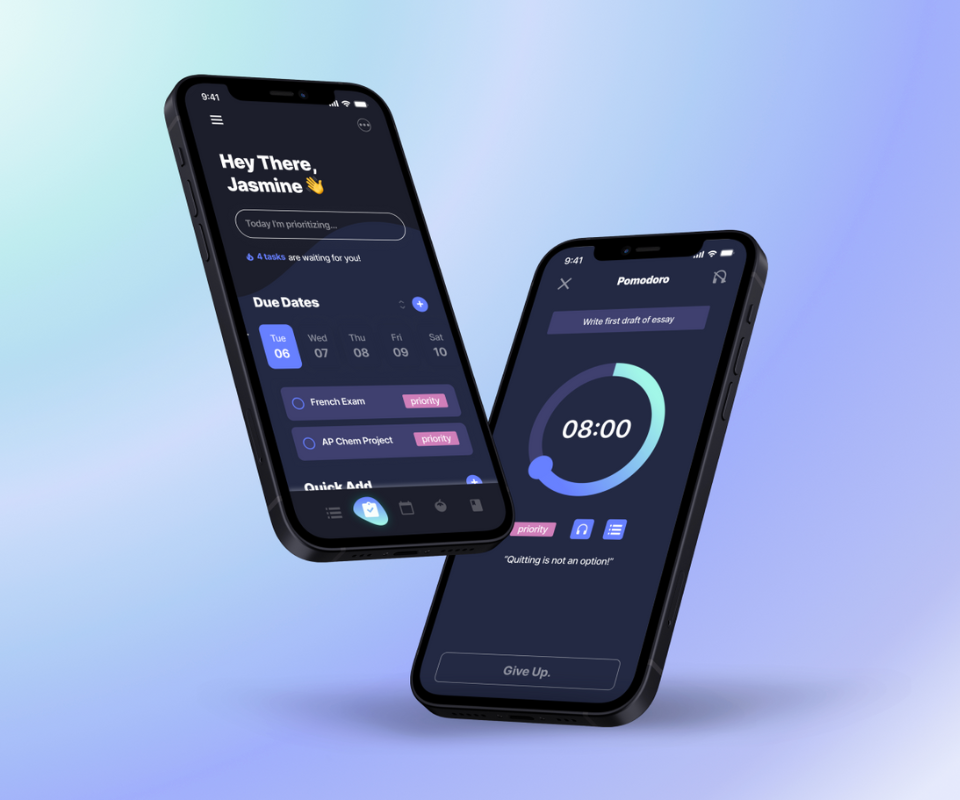 9:41
Hey There,
Jasmine 👋
Today I'm prioritizing...
4 tasks are waiting for you!
Due Dates
Tue Wed Thu Fri Sat
06 07 08 09 10
French Exam priority
AP Chem Project priority
Quick Add
9:41
Pomodoro
Write first draft of essay
08:00
priority
"Quitting is not an option!"
Give Up.